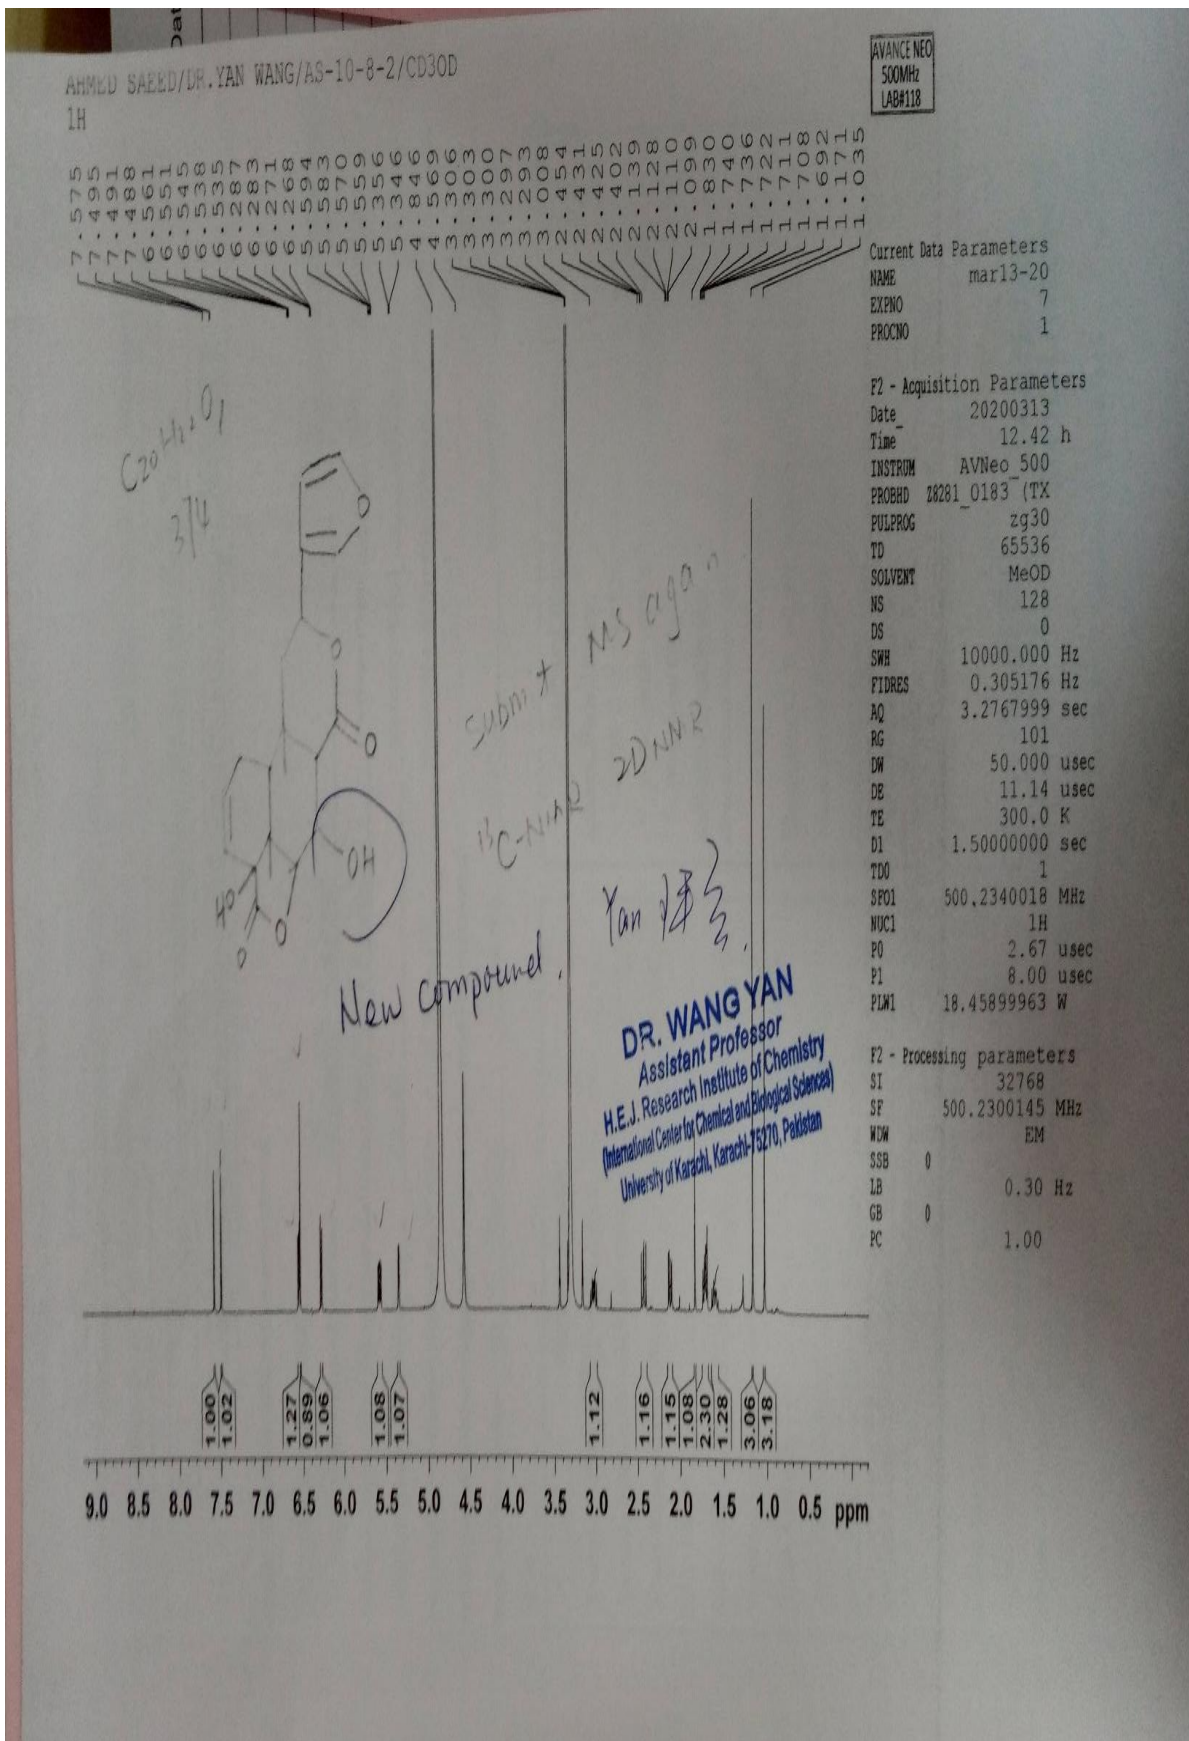 AHMED SAEED/DR.YAN WANG/AS-10-8-2/CD3OD
1H
AVANCE NEO
500MHz
LAB#118
7.575
7.495
7.491
7.488
6.561
6.551
6.545
6.538
6.535
6.287
6.283
6.271
6.268
5.594
5.583
5.570
5.559
5.356
5.346
4.846
4.569
3.306
3.303
3.300
3.297
3.293
3.008
2.454
2.431
2.425
2.402
2.139
2.128
2.110
1.830
1.736
1.722
1.711
1.708
1.692
1.171
1.035
Current Data Parameters
NAME mar13-20
EXPNO 7
PROCNO 1
F2 - Acquisition Parameters
Date_ 20200313
Time 12.42 h
INSTRUM AVNeo_500
PROBHD Z8281_0183 (TX
PULPROG zg30
TD 65536
SOLVENT MeOD
NS 128
DS 0
SWH 10000.000 Hz
FIDRES 0.305176 Hz
AQ 3.2767999 sec
RG 101
DW 50.000 usec
DE 11.14 usec
TE 300.0 K
D1 1.50000000 sec
TD0 1
SFO1 500.2340018 MHz
NUC1 1H
P0 2.67 usec
P1 8.00 usec
PLW1 18.45899963 W
F2 - Processing parameters
SI 32768
SF 500.2300145 MHz
WDW EM
SSB 0
LB 0.30 Hz
GB 0
PC 1.00
374
O
O
O
OH
HO
O
O
Submit MS again
13C-NMR 2D NMR
New compound.
Yan
DR. WANG YAN
Assistant Professor
H.E.J. Research Institute of Chemistry
(International Center for Chemical and Biological Sciences)
University of Karachi, Karachi-75270, Pakistan
1.00 1.02 1.27 0.89 1.06 1.08 1.07 1.12 1.16 1.15 1.08 2.30 1.28 3.06 3.18
9.0 8.5 8.0 7.5 7.0 6.5 6.0 5.5 5.0 4.5 4.0 3.5 3.0 2.5 2.0 1.5 1.0 0.5 ppm